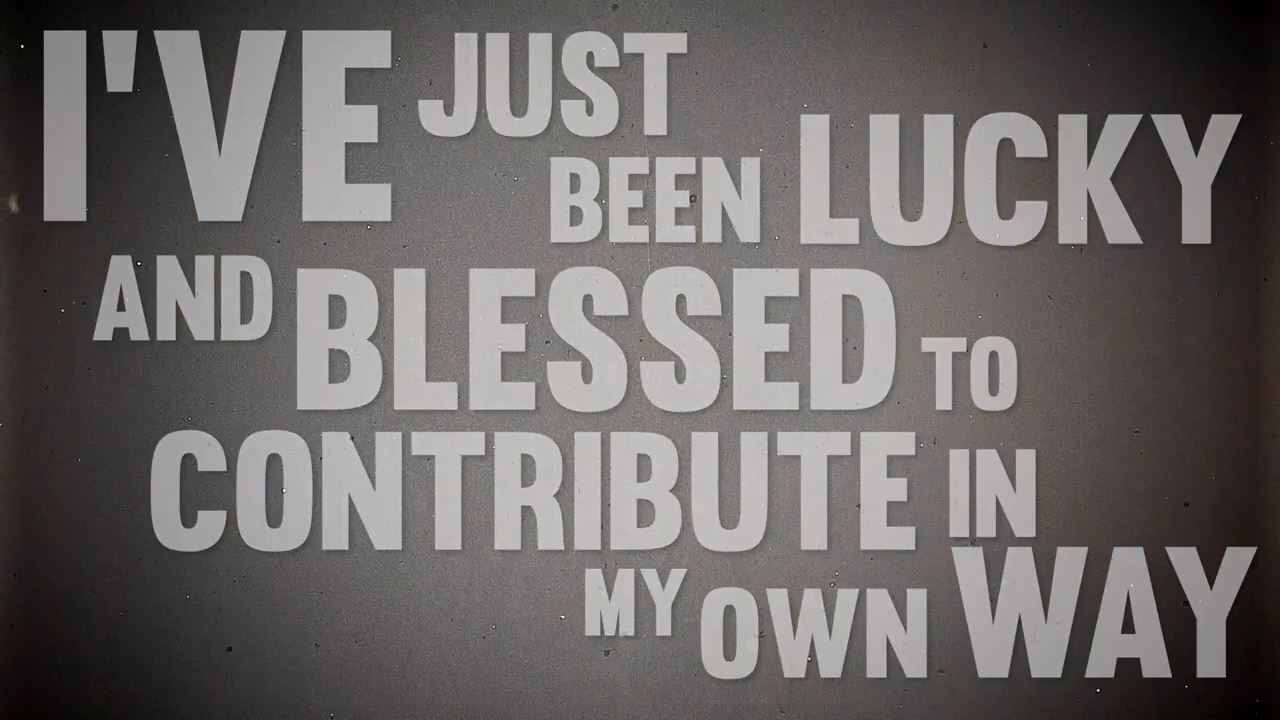 I'VE JUST
BEEN LUCKY
AND BLESSED TO
CONTRIBUTE IN
MY OWN WAY